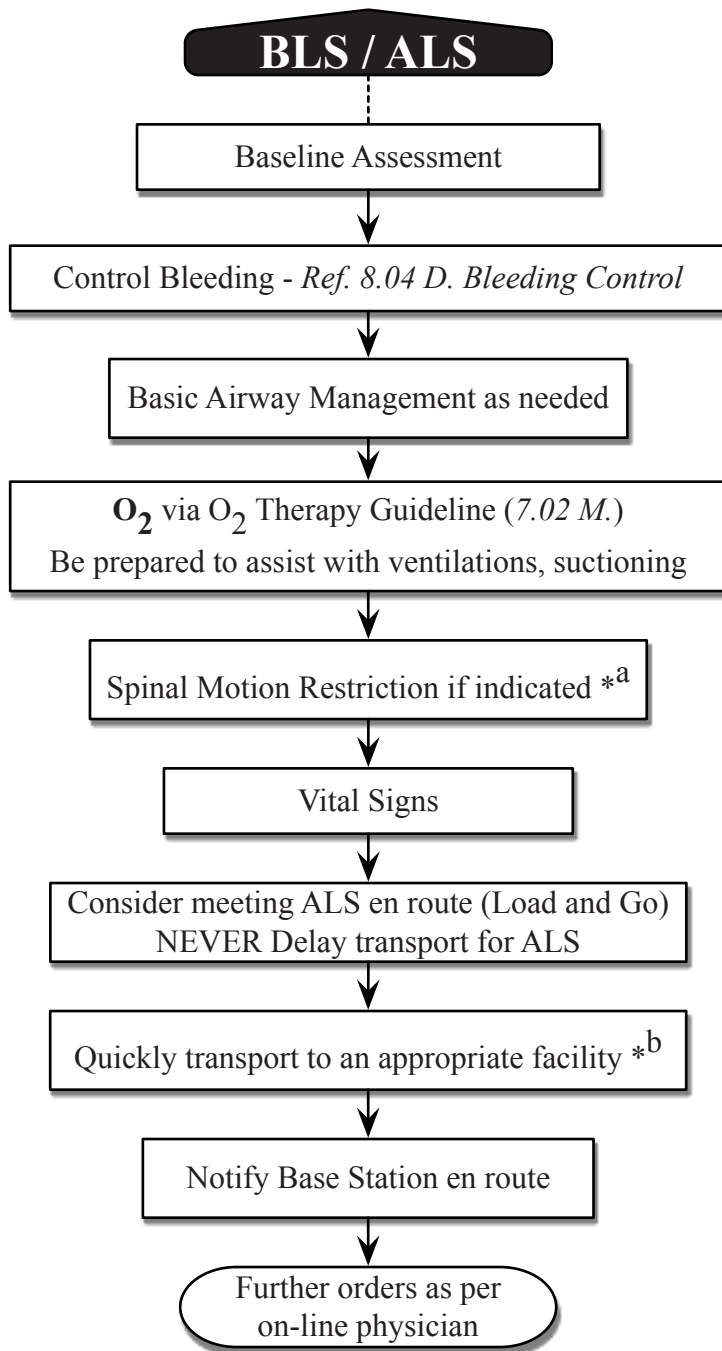 BLS / ALS
Baseline Assessment
Control Bleeding - Ref. 8.04 D. Bleeding Control
Basic Airway Management as needed
O2 via O2 Therapy Guideline (7.02 M.)
Be prepared to assist with ventilations, suctioning
Spinal Motion Restriction if indicated *a
Vital Signs
Consider meeting ALS en route (Load and Go)
NEVER Delay transport for ALS
Quickly transport to an appropriate facility *b
Notify Base Station en route
Further orders as per
on-line physician